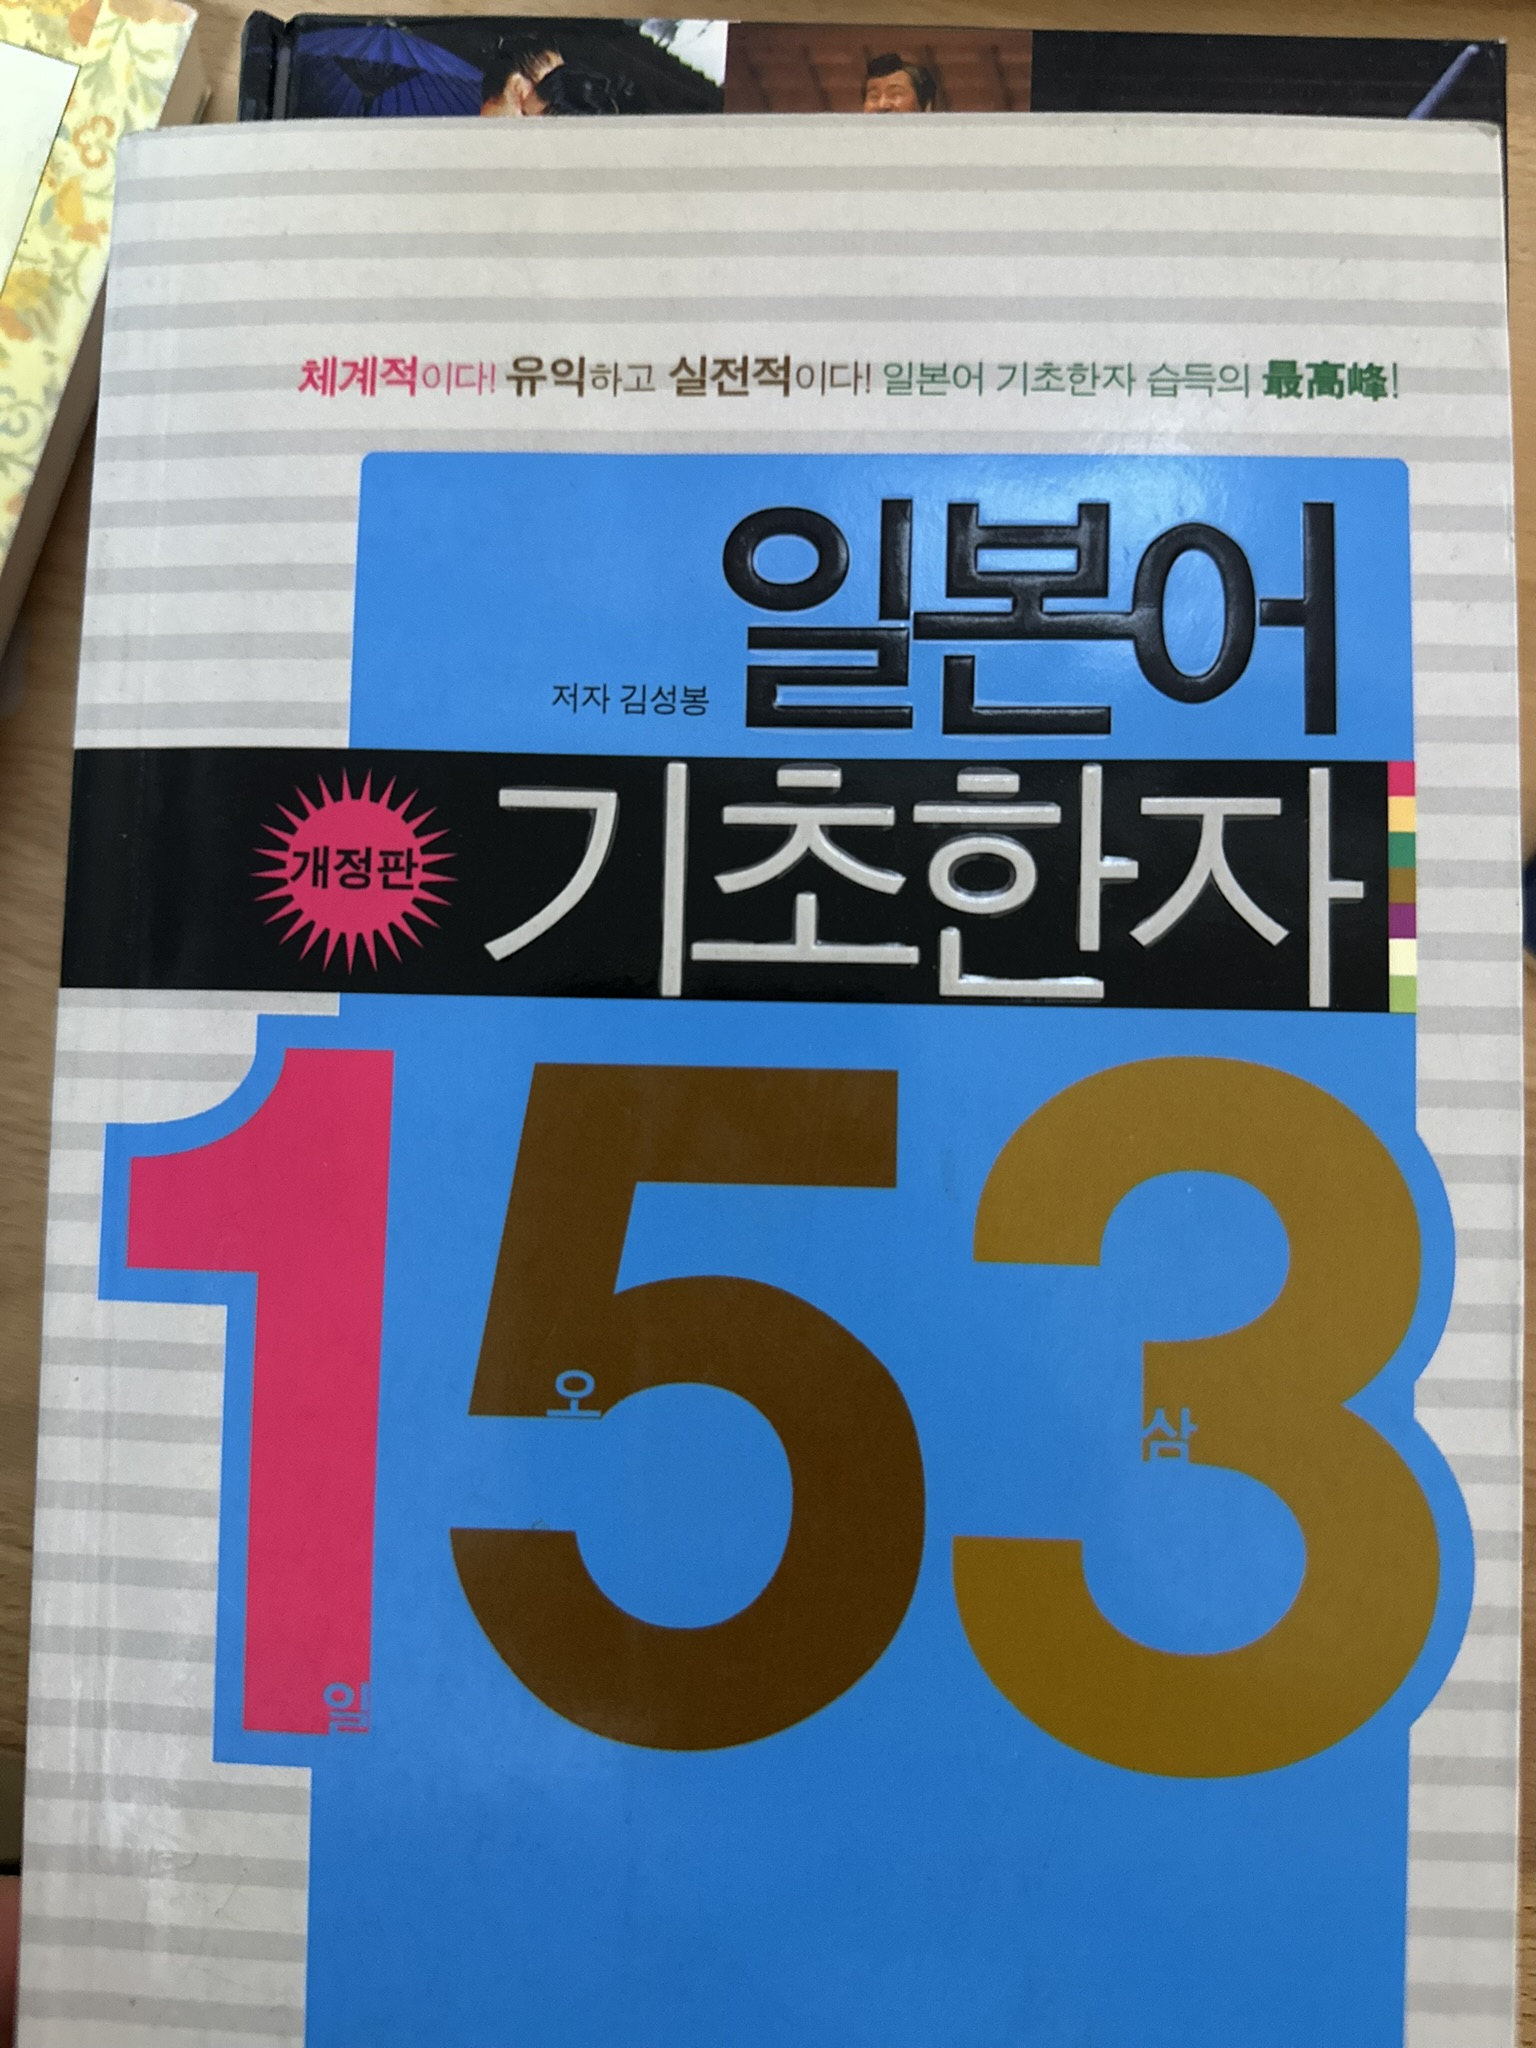 체계적이다! 유익하고 실전적이다! 일본어 기초한자 습득의 最高峰!
일본어
저자 김성봉
개정판
기초한자
153
일
오
삼